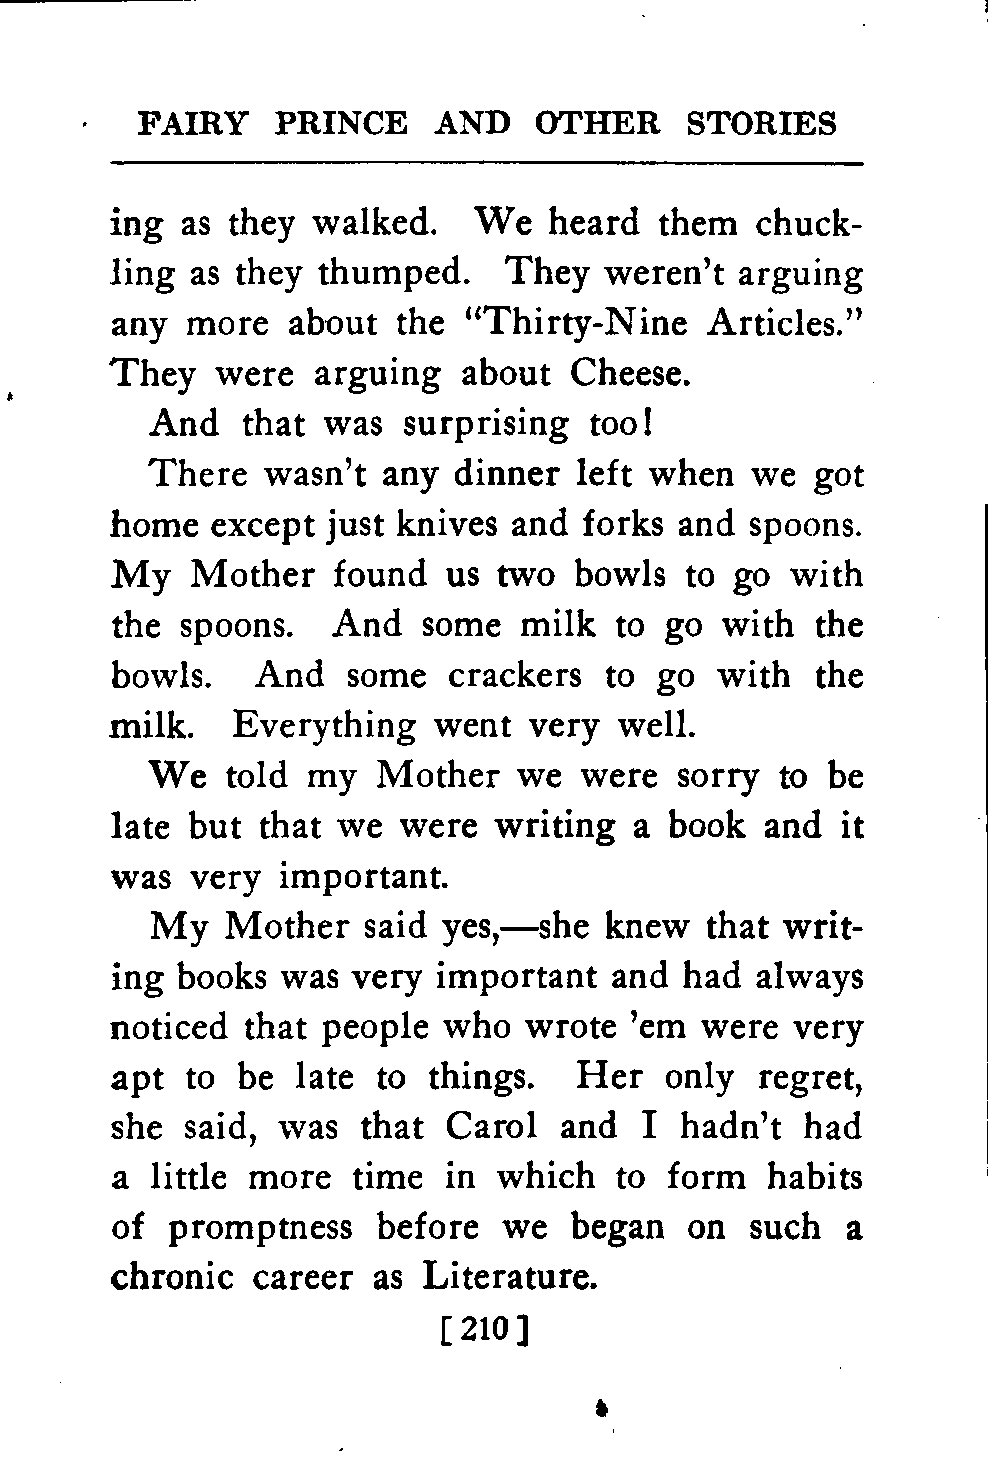 FAIRY PRINCE AND OTHER STORIES
ing as they walked. We heard them chuck-
ling as they thumped. They weren't arguing
any more about the "Thirty-Nine Articles."
They were arguing about Cheese.
And that was surprising too!
There wasn't any dinner left when we got
home except just knives and forks and spoons.
My Mother found us two bowls to go with
the spoons. And some milk to go with the
bowls. And some crackers to go with the
milk. Everything went very well.
We told my Mother we were sorry to be
late but that we were writing a book and it
was very important.
My Mother said yes,—she knew that writ-
ing books was very important and had always
noticed that people who wrote 'em were very
apt to be late to things. Her only regret,
she said, was that Carol and I hadn't had
a little more time in which to form habits
of promptness before we began on such a
chronic career as Literature.
[ 210 ]